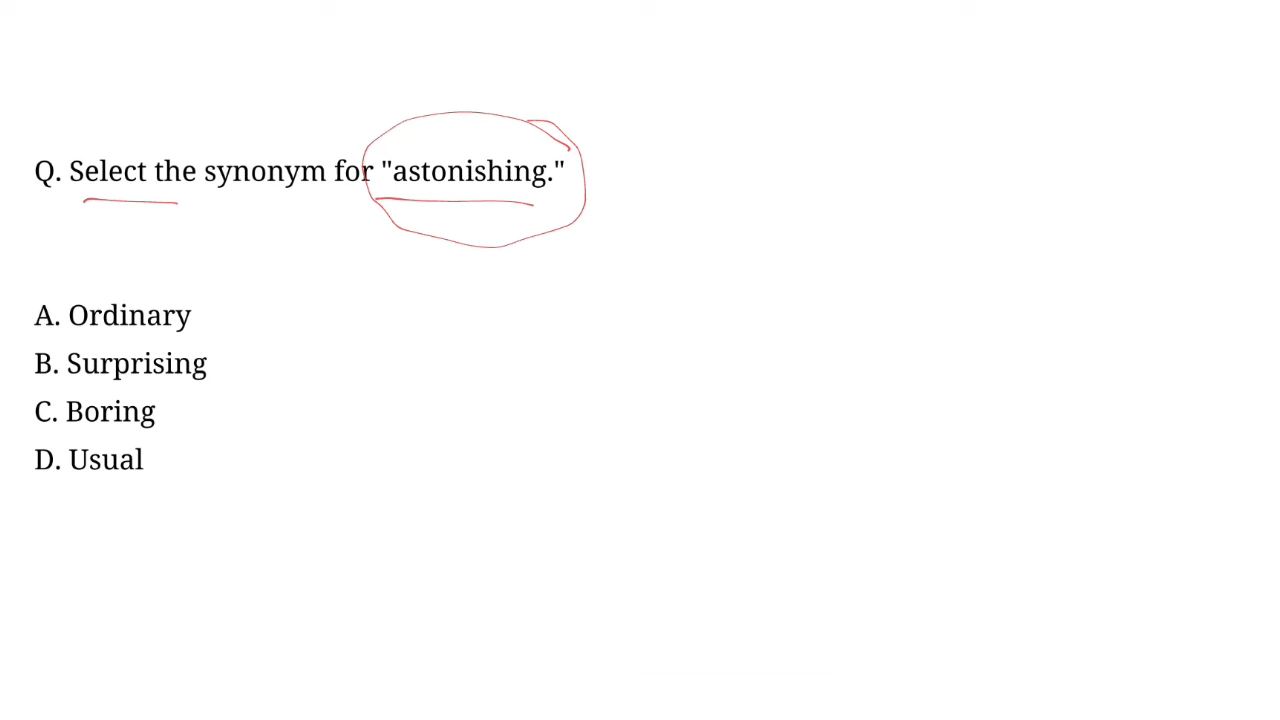 Q. Select the synonym for "astonishing."
A. Ordinary
B. Surprising
C. Boring
D. Usual